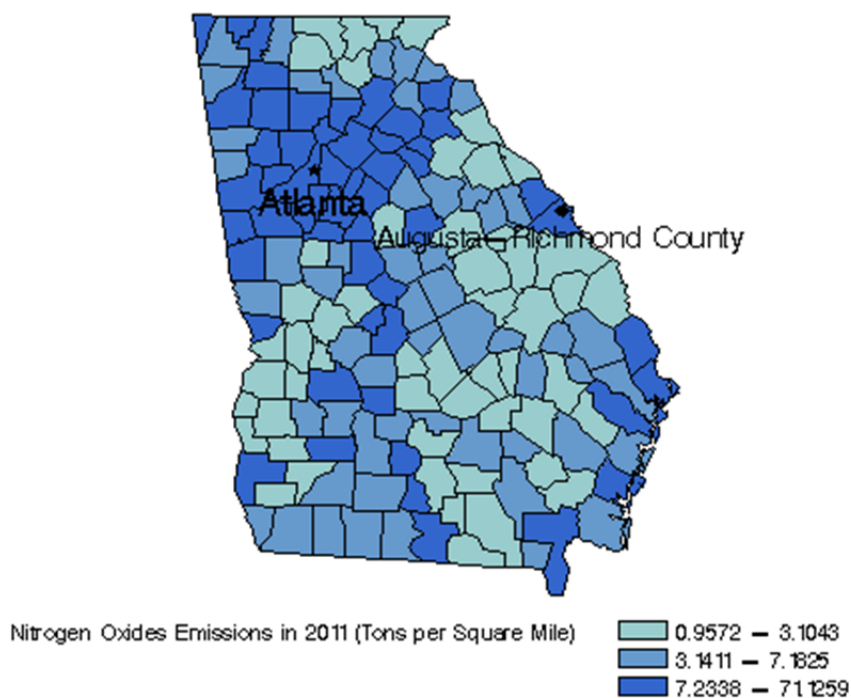 Atlanta
Augusta-Richmond County
Nitrogen Oxides Emissions in 2011 (Tons per Square Mile)
0.9572 – 3.1043
3.1411 – 7.1825
7.2338 – 71.1259